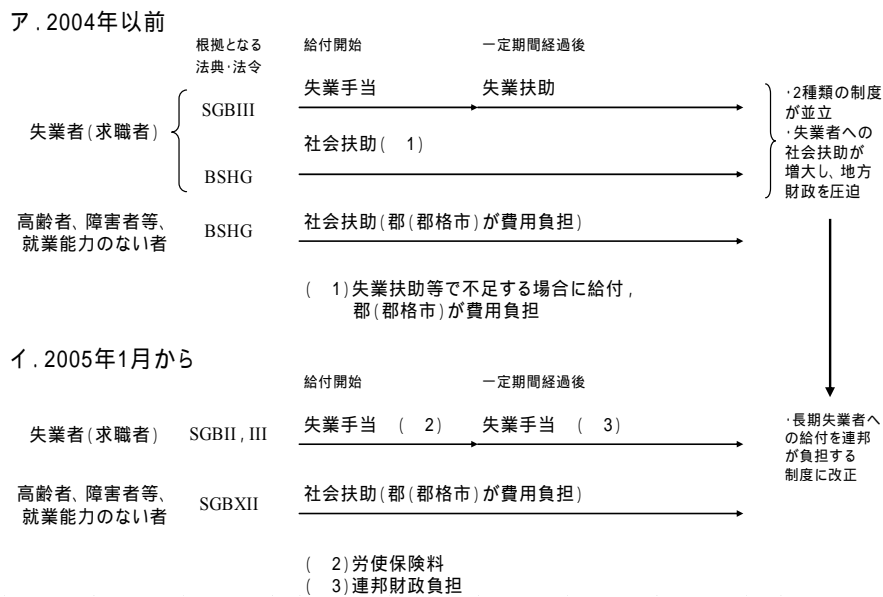 ア．2004年以前
根拠となる
法典・法令
給付開始
一定期間経過後
失業者(求職者)
SGBIII
失業手当
失業扶助
社会扶助(　1)
BSHG
・2種類の制度
が並立
・失業者への
社会扶助が
増大し、地方
財政を圧迫
高齢者、障害者等、
就業能力のない者
BSHG
社会扶助(郡(郡格市)が費用負担)
(　1)失業扶助等で不足する場合に給付，
郡(郡格市)が費用負担
イ．2005年1月から
給付開始
一定期間経過後
失業者(求職者)
SGBII , III
失業手当　(　2)
失業手当　(　3)
・長期失業者へ
の給付を連邦
が負担する
制度に改正
高齢者、障害者等、
就業能力のない者
SGBXII
社会扶助(郡(郡格市)が費用負担)
(　2)労使保険料
(　3)連邦財政負担